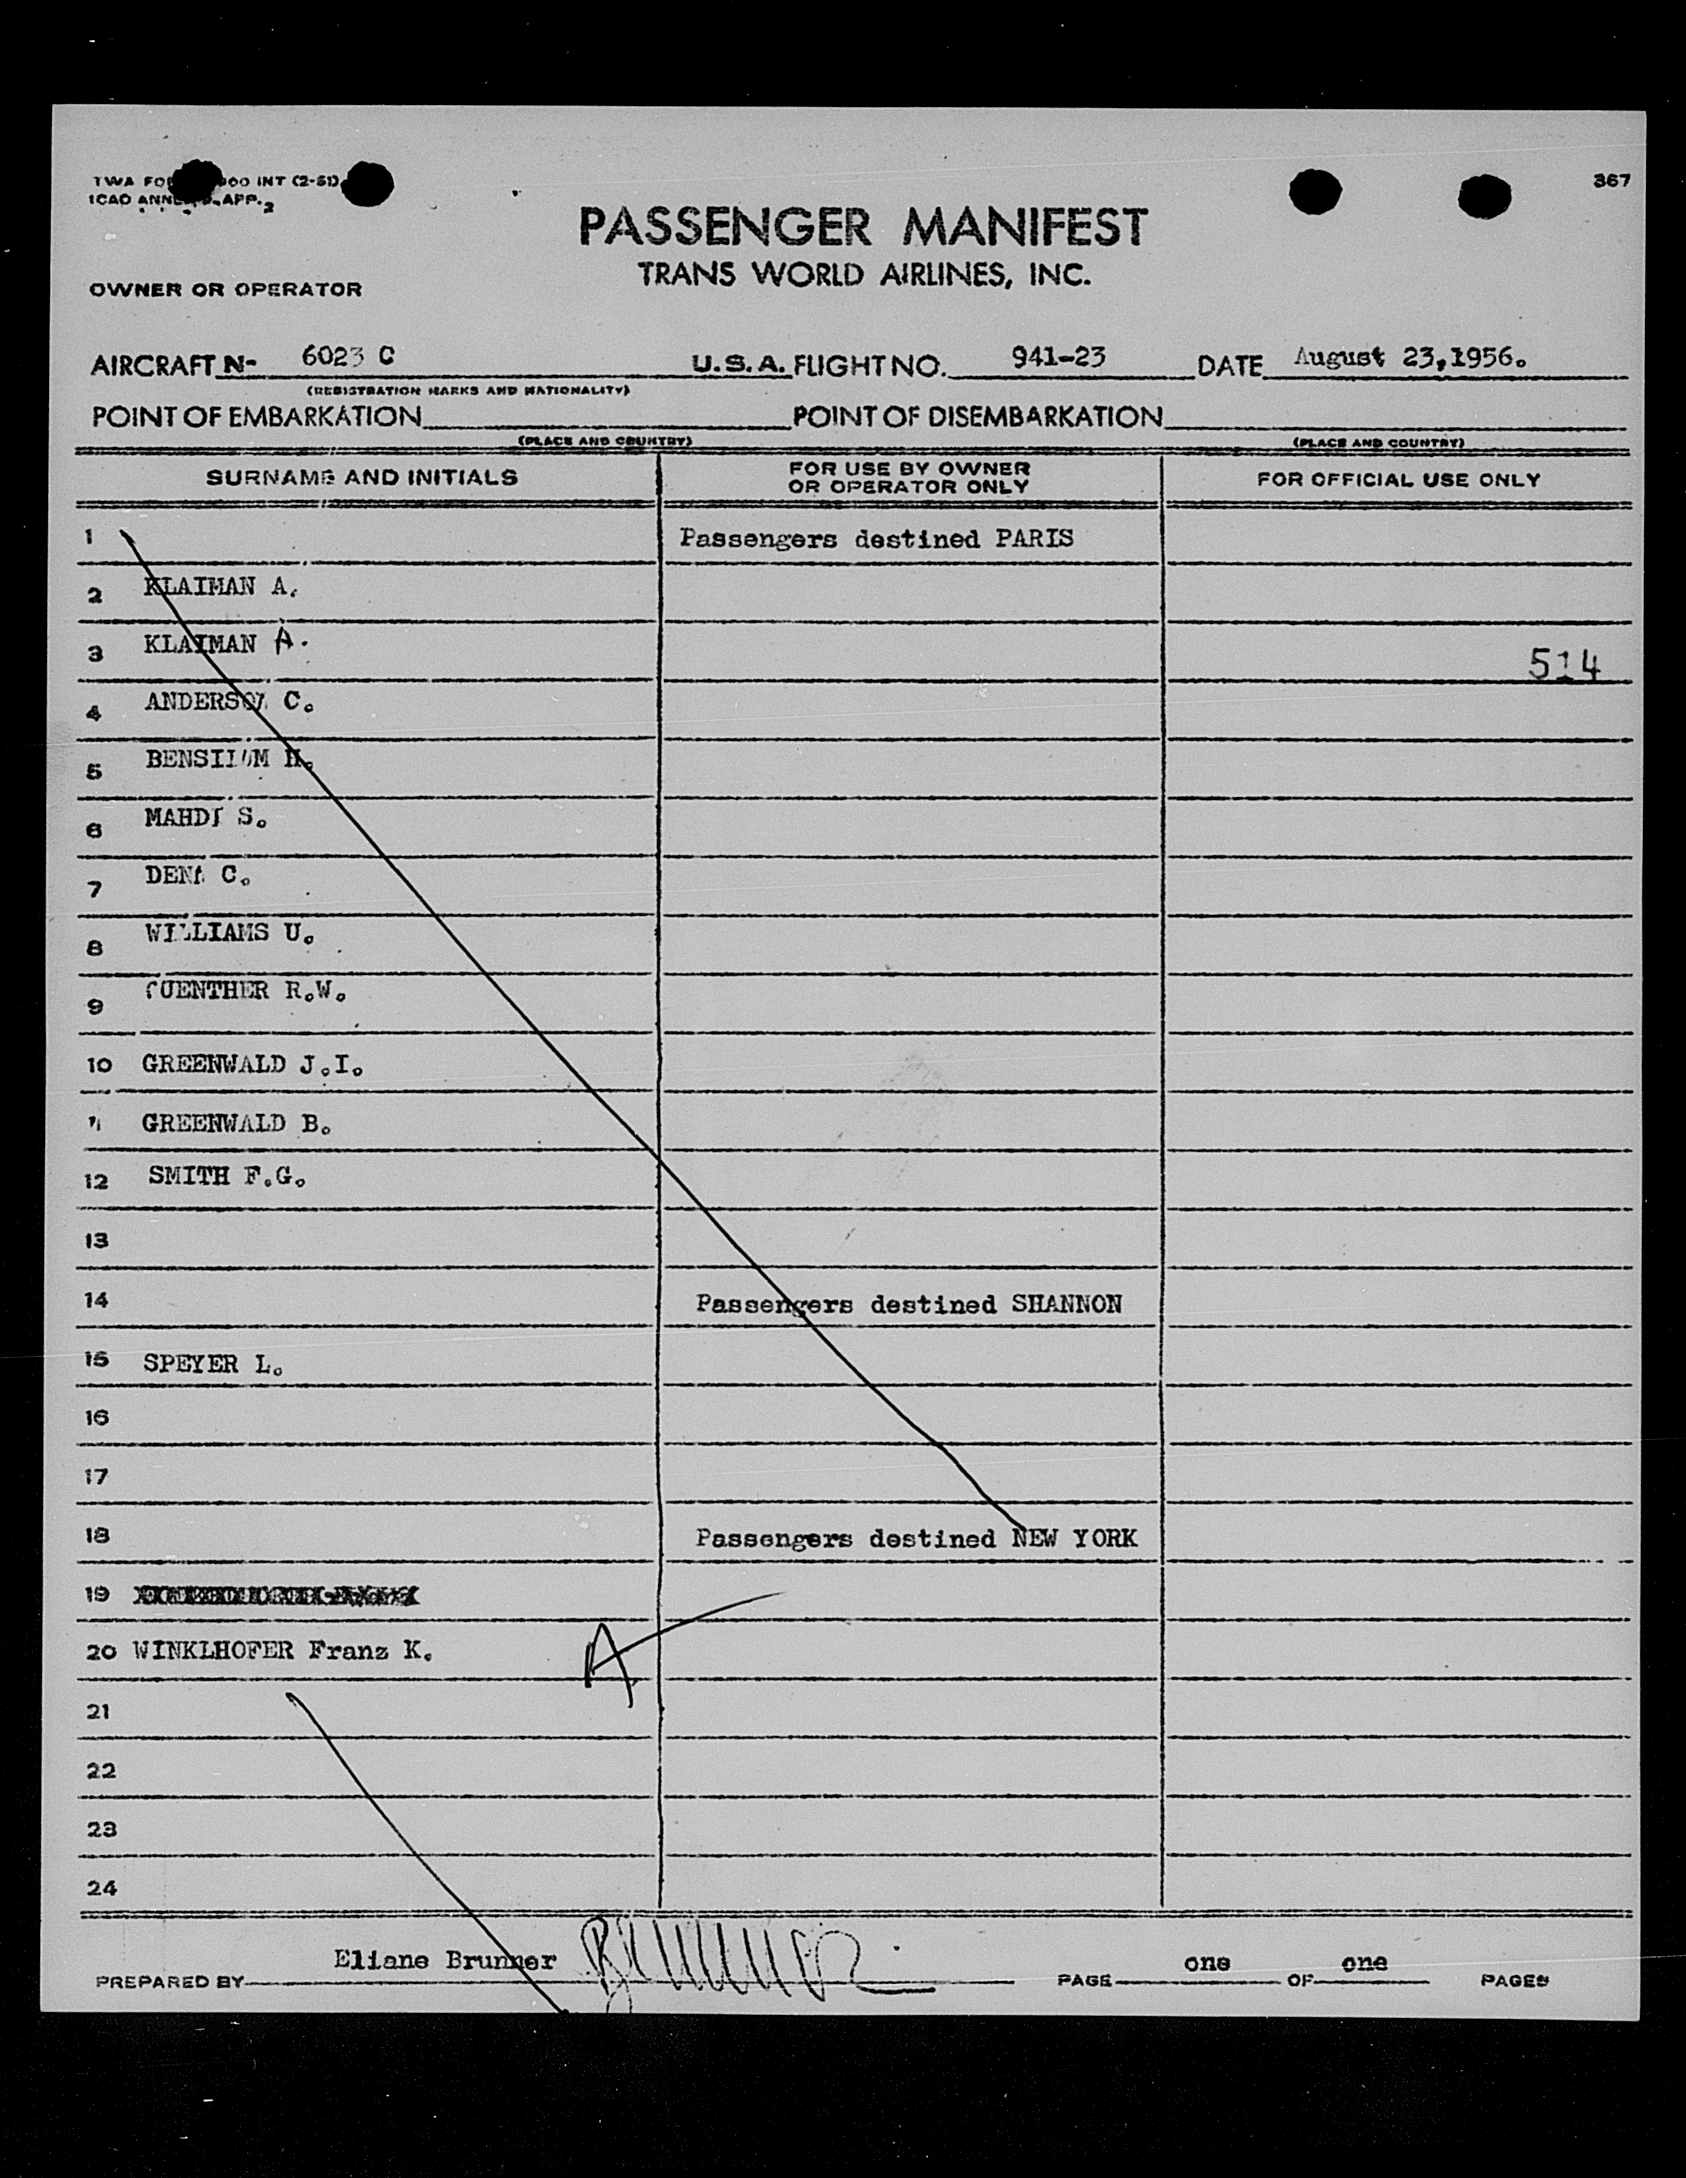 TWA 00 INT (2-51)
367
ICAO APP. 2
PASSENGER MANIFEST
TRANS WORLD AIRLINES, INC.
OWNER OR OPERATOR
AIRCRAFT N- 6023 C U.S.A. FLIGHT NO. 941-23 DATE August 23, 1956.
(REGISTRATION MARKS AND NATIONALITY)
POINT OF EMBARKATION POINT OF DISEMBARKATION
(PLACE AND COUNTRY) (PLACE AND COUNTRY)
SURNAME AND INITIALS FOR USE BY OWNER OR OPERATOR ONLY FOR OFFICIAL USE ONLY
1 Passengers destined PARIS
2 KLAIMAN A.
3 KLAIMAN A. 514
4 ANDERSON C.
5 H.
6 MAHDI S.
7 C.
8 WILLIAMS U.
9 GUENTHER R.W.
10 GREENWALD J.I.
11 GREENWALD B.
12 SMITH F.G.
13
14 Passengers destined SHANNON
15 SPEYER L.
16
17
18 Passengers destined NEW YORK
19
20 WINKLHOFER Franz K. A
21
22
23
24
PREPARED BY Eliane Brunner Brunner PAGE one OF one PAGES